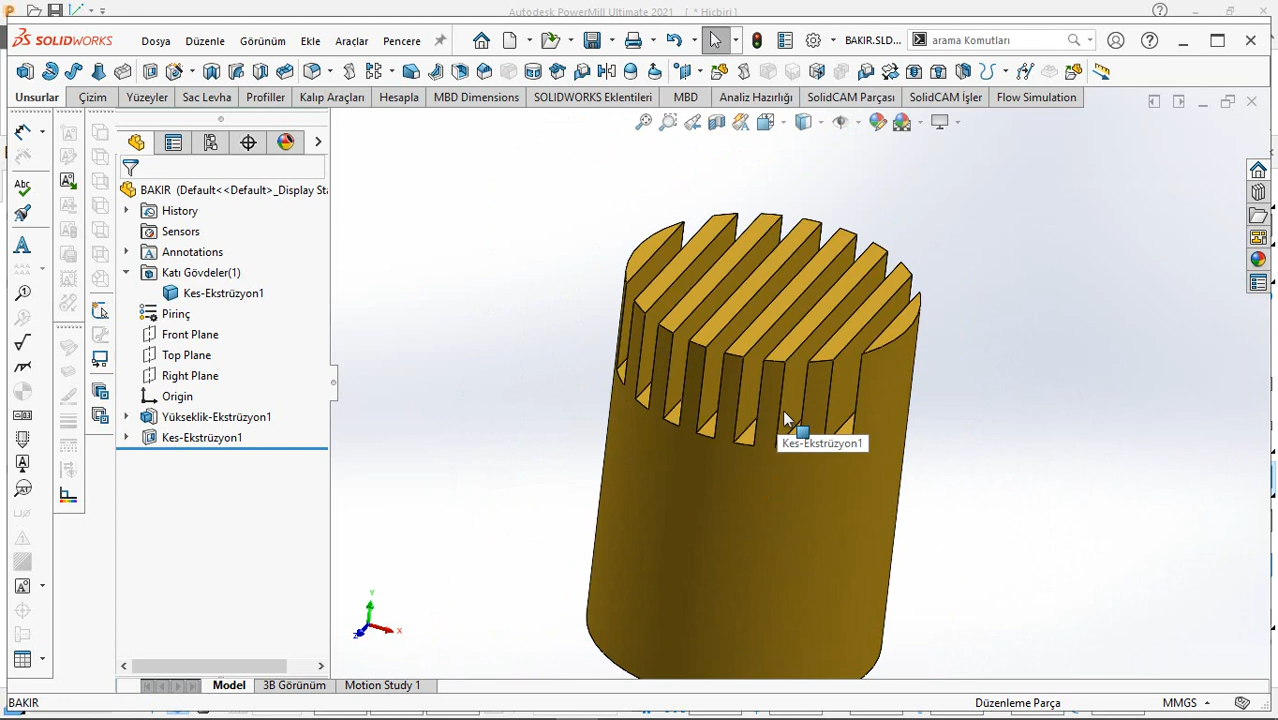 Autodesk PowerMill Ultimate 2021    [ * Hiçbiri ]
SOLIDWORKS
Dosya Düzenle Görünüm Ekle Araçlar Pencere
BAKIR.SLD...
arama Komutları
Unsurlar Çizim Yüzeyler Sac Levha Profiller Kalıp Araçları Hesapla MBD Dimensions SOLIDWORKS Eklentileri MBD Analiz Hazırlığı SolidCAM Parçası SolidCAM İşler Flow Simulation
BAKIR (Default<<Default>_Display Sta
History
Sensors
Annotations
Katı Gövdeler(1)
Kes-Ekstrüzyon1
Pirinç
Front Plane
Top Plane
Right Plane
Origin
Yükseklik-Ekstrüzyon1
Kes-Ekstrüzyon1
Kes-Ekstrüzyon1
Y
X
Z
Model 3B Görünüm Motion Study 1
BAKIR
Düzenleme Parça
MMGS